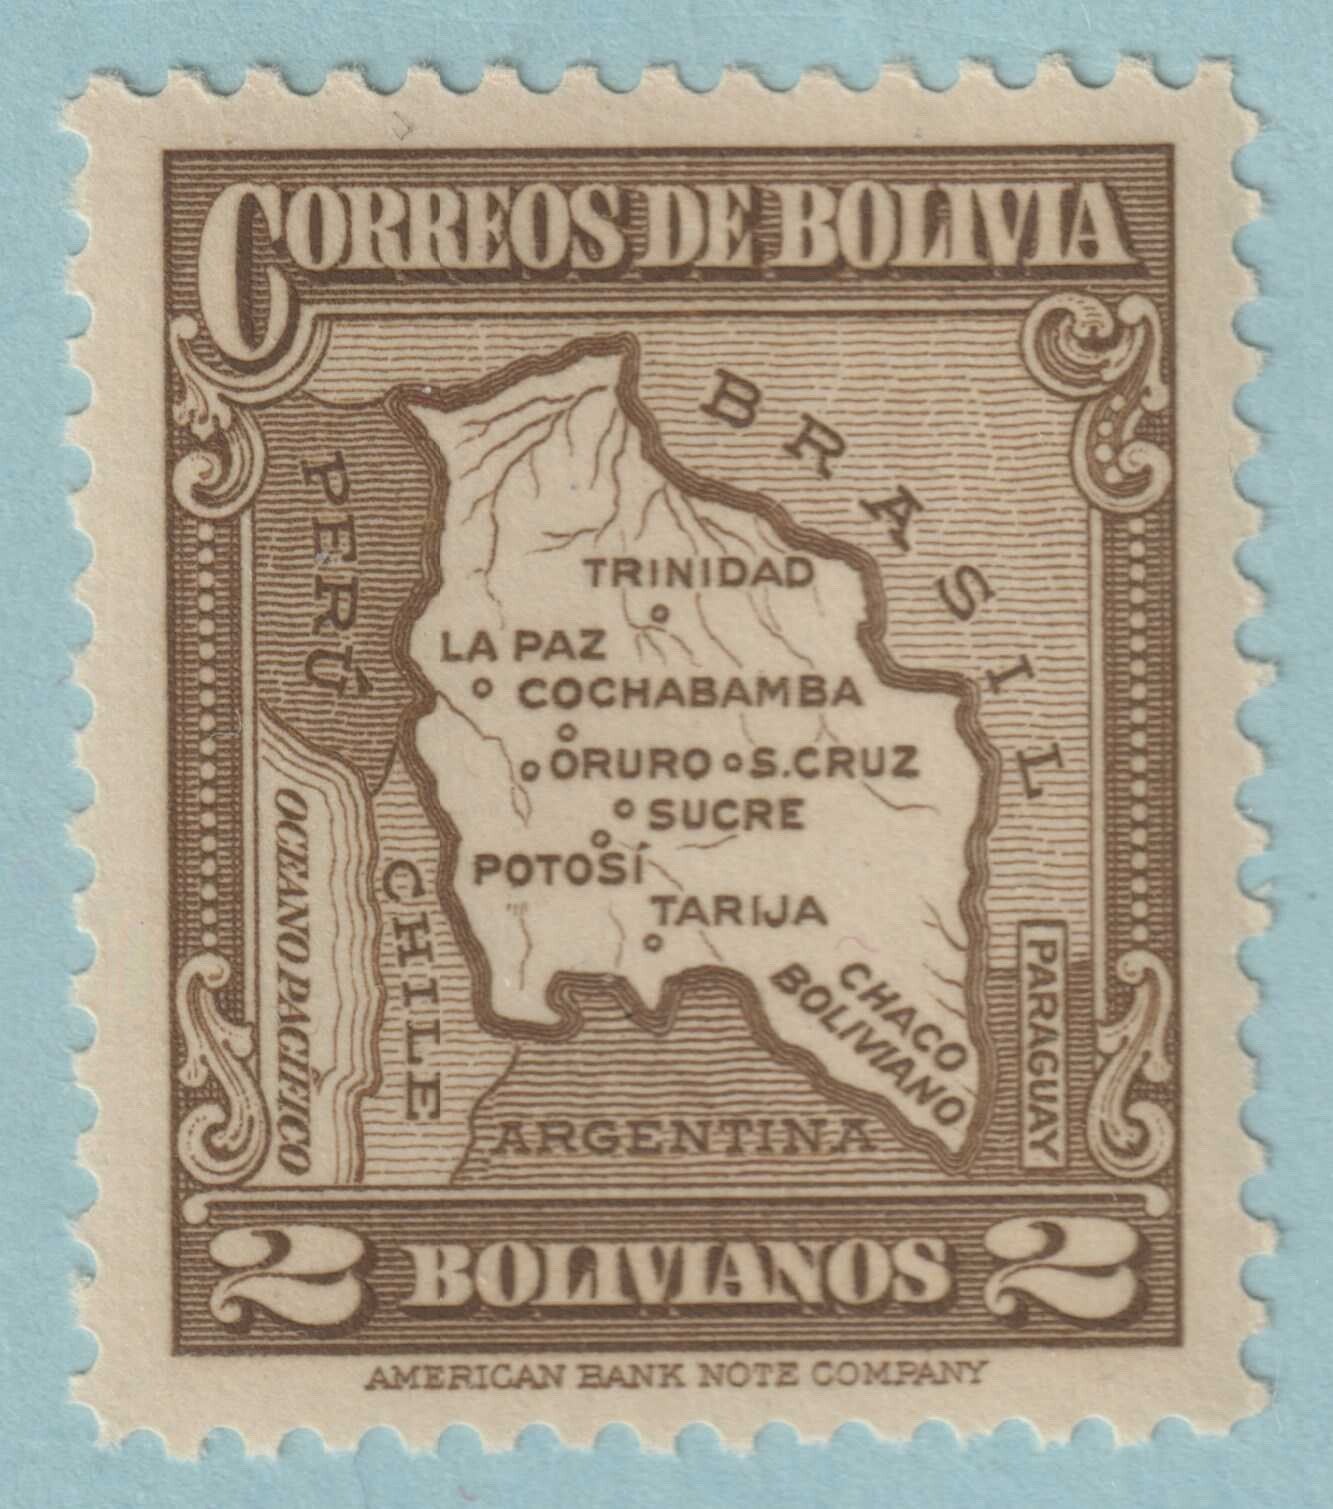 CORREOS DE BOLIVIA
BRASIL
PERÚ
TRINIDAD
LA PAZ
COCHABAMBA
ORURO
S. CRUZ
SUCRE
POTOSÍ
TARIJA
CHACO
BOLIVIANO
OCEANO PACÍFICO
CHILE
PARAGUAY
ARGENTINA
2 BOLIVIANOS 2
AMERICAN BANK NOTE COMPANY